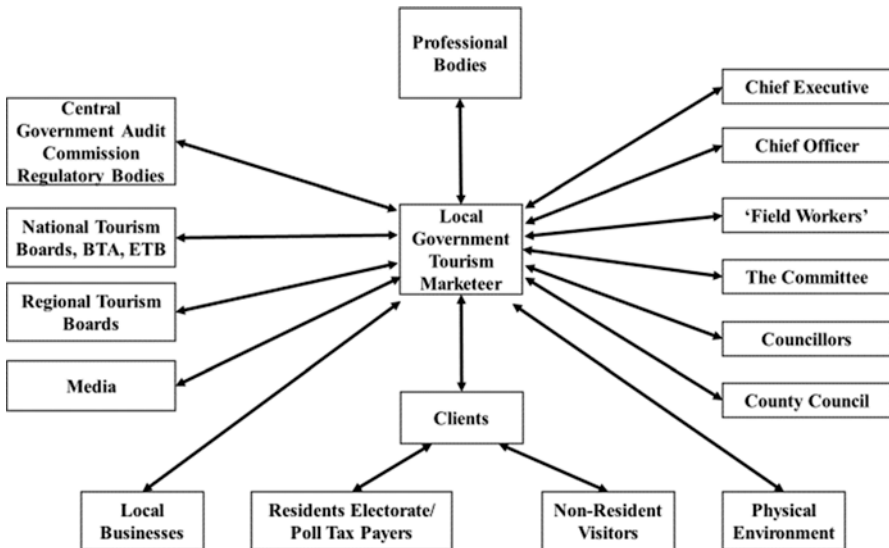 Professional
Bodies
Central
Government Audit
Commission
Regulatory Bodies
National Tourism
Boards, BTA, ETB
Regional Tourism
Boards
Media
Local
Government
Tourism
Marketeer
Chief Executive
Chief Officer
‘Field Workers’
The Committee
Councillors
County Council
Clients
Local
Businesses
Residents Electorate/
Poll Tax Payers
Non-Resident
Visitors
Physical
Environment